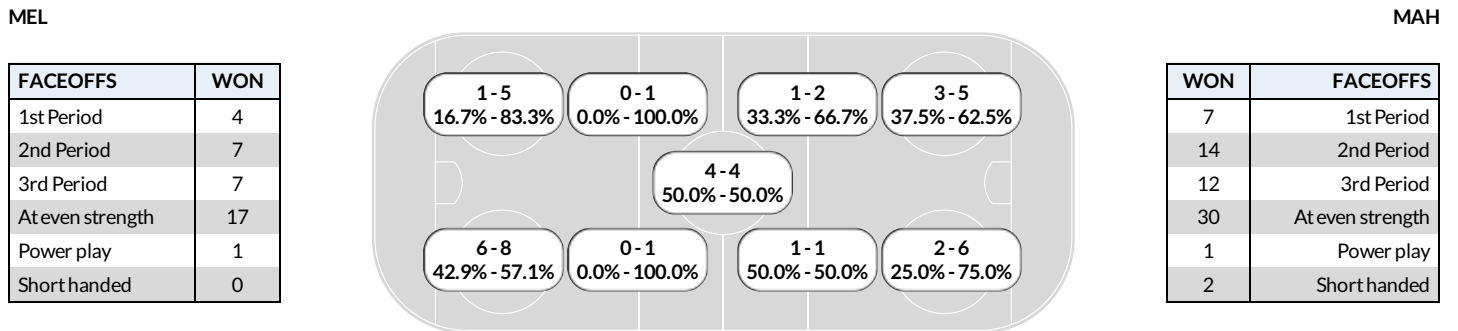 MEL
MAH
FACEOFFS WON
1st Period 4
2nd Period 7
3rd Period 7
At even strength 17
Power play 1
Short handed 0
1 - 5
16.7% - 83.3%
0 - 1
0.0% - 100.0%
1 - 2
33.3% - 66.7%
3 - 5
37.5% - 62.5%
4 - 4
50.0% - 50.0%
6 - 8
42.9% - 57.1%
0 - 1
0.0% - 100.0%
1 - 1
50.0% - 50.0%
2 - 6
25.0% - 75.0%
WON FACEOFFS
7 1st Period
14 2nd Period
12 3rd Period
30 At even strength
1 Power play
2 Short handed